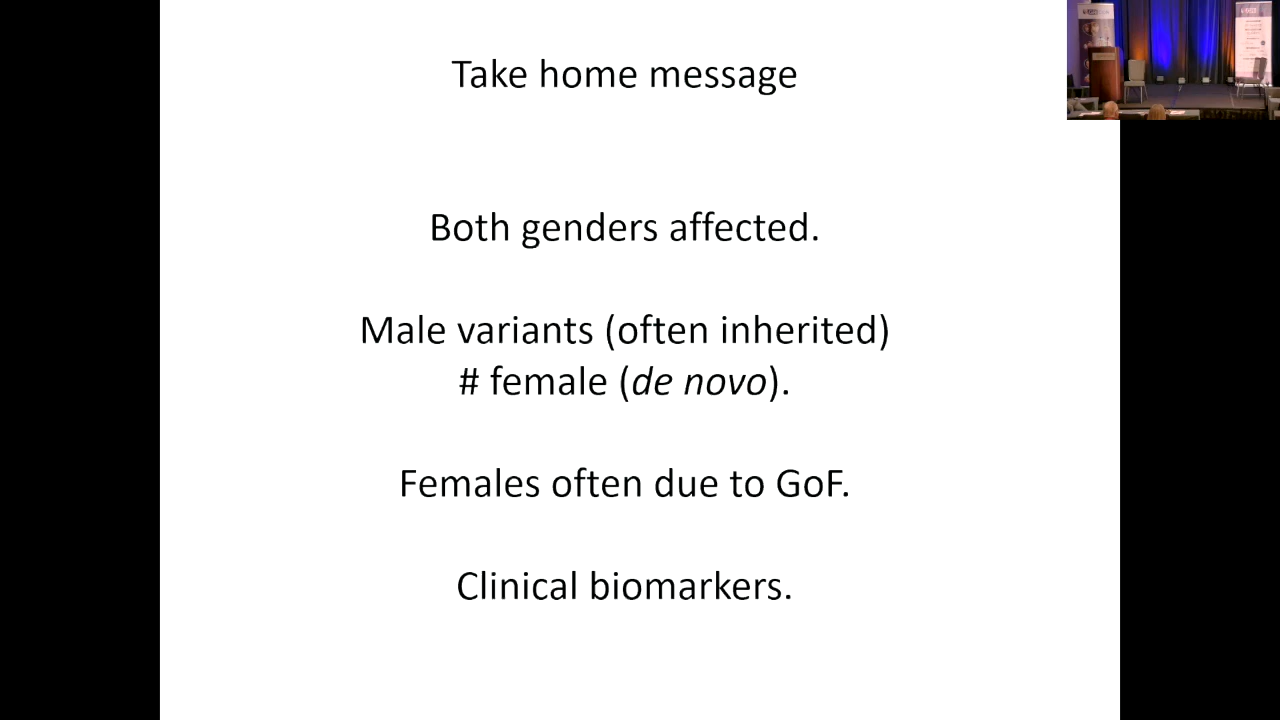 Take home message
Both genders affected.
Male variants (often inherited)
# female (de novo).
Females often due to GoF.
Clinical biomarkers.